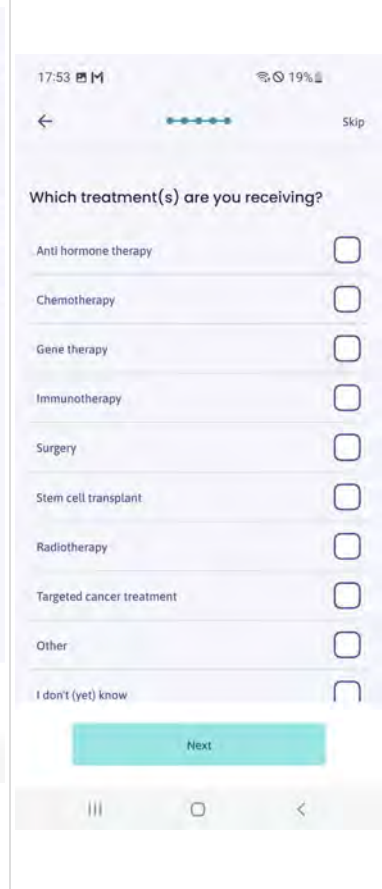 17:53 M 19%
Skip
Which treatment(s) are you receiving?
Anti hormone therapy
Chemotherapy
Gene therapy
Immunotherapy
Surgery
Stem cell transplant
Radiotherapy
Targeted cancer treatment
Other
I don't (yet) know
Next